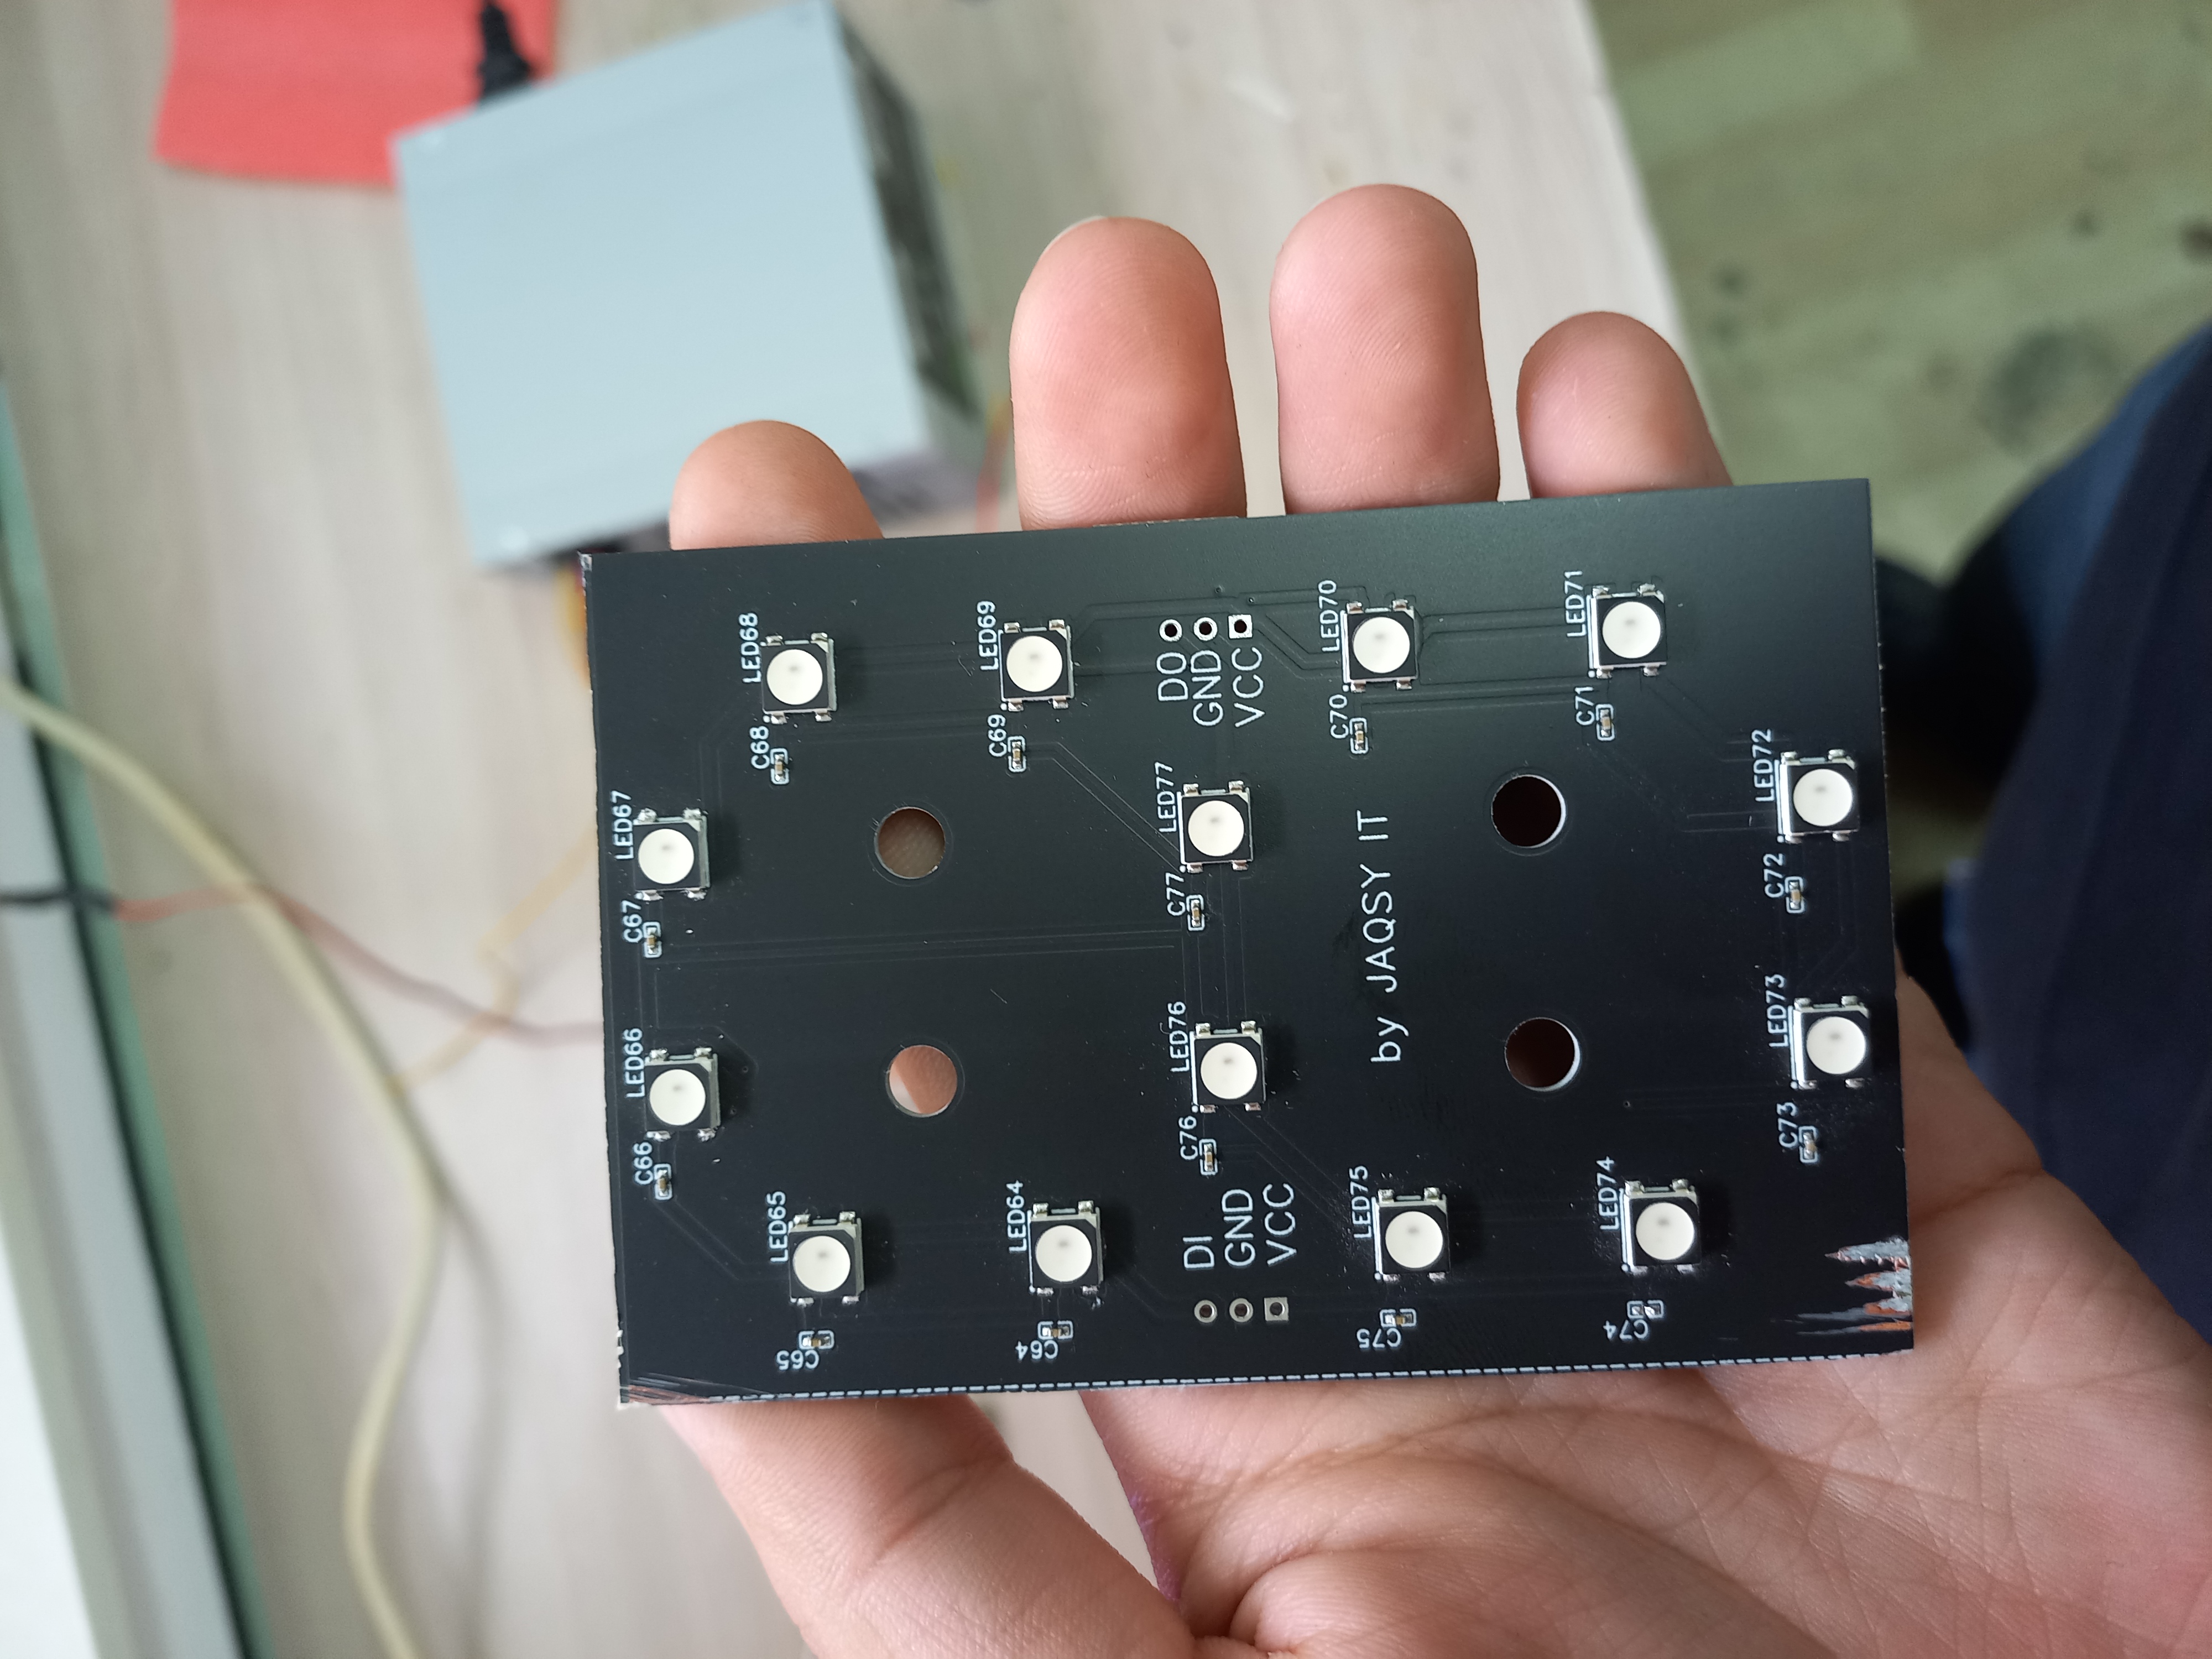 C66 LED66 C67 LED67
C65 LED65 C68 LED68
C64 LED64 C69 LED69
DI C76 LED76 C77 LED77 DO
GND GND
VCC VCC
C75 LED75 C70 LED70
by JAQSY IT
C74 LED74 C71 LED71
C73 LED73 C72 LED72